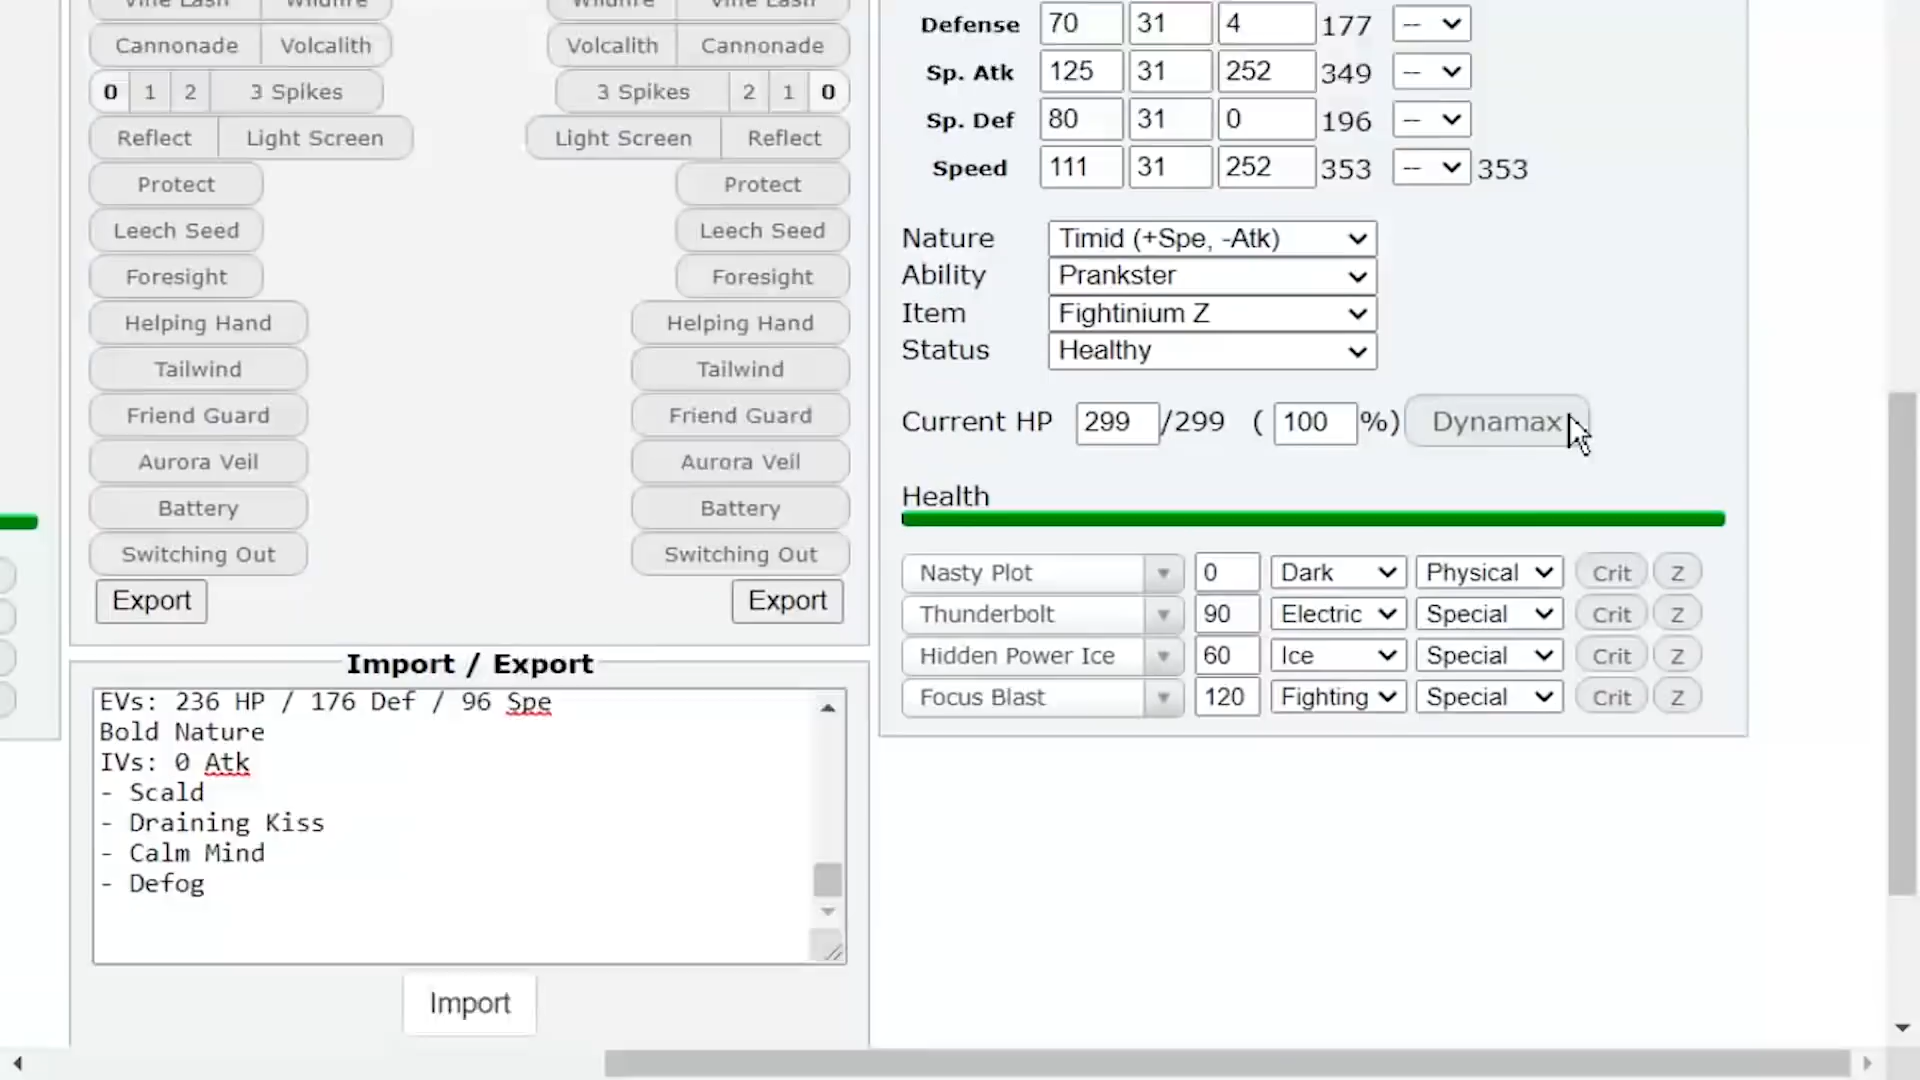 Vine Lash Wildfire
Wildfire Vine Lash
Cannonade Volcalith
Volcalith Cannonade
0 1 2 3 Spikes
3 Spikes 2 1 0
Reflect Light Screen
Light Screen Reflect
Protect
Protect
Leech Seed
Leech Seed
Foresight
Foresight
Helping Hand
Helping Hand
Tailwind
Tailwind
Friend Guard
Friend Guard
Aurora Veil
Aurora Veil
Battery
Battery
Switching Out
Switching Out
Export
Export
Import / Export
EVs: 236 HP / 176 Def / 96 Spe
Bold Nature
IVs: 0 Atk
- Scald
- Draining Kiss
- Calm Mind
- Defog
Import
Defense 70 31 4 177 --
Sp. Atk 125 31 252 349 --
Sp. Def 80 31 0 196 --
Speed 111 31 252 353 -- 353
Nature Timid (+Spe, -Atk)
Ability Prankster
Item Fightinium Z
Status Healthy
Current HP 299 /299 ( 100 %) Dynamax
Health
Nasty Plot 0 Dark Physical Crit Z
Thunderbolt 90 Electric Special Crit Z
Hidden Power Ice 60 Ice Special Crit Z
Focus Blast 120 Fighting Special Crit Z